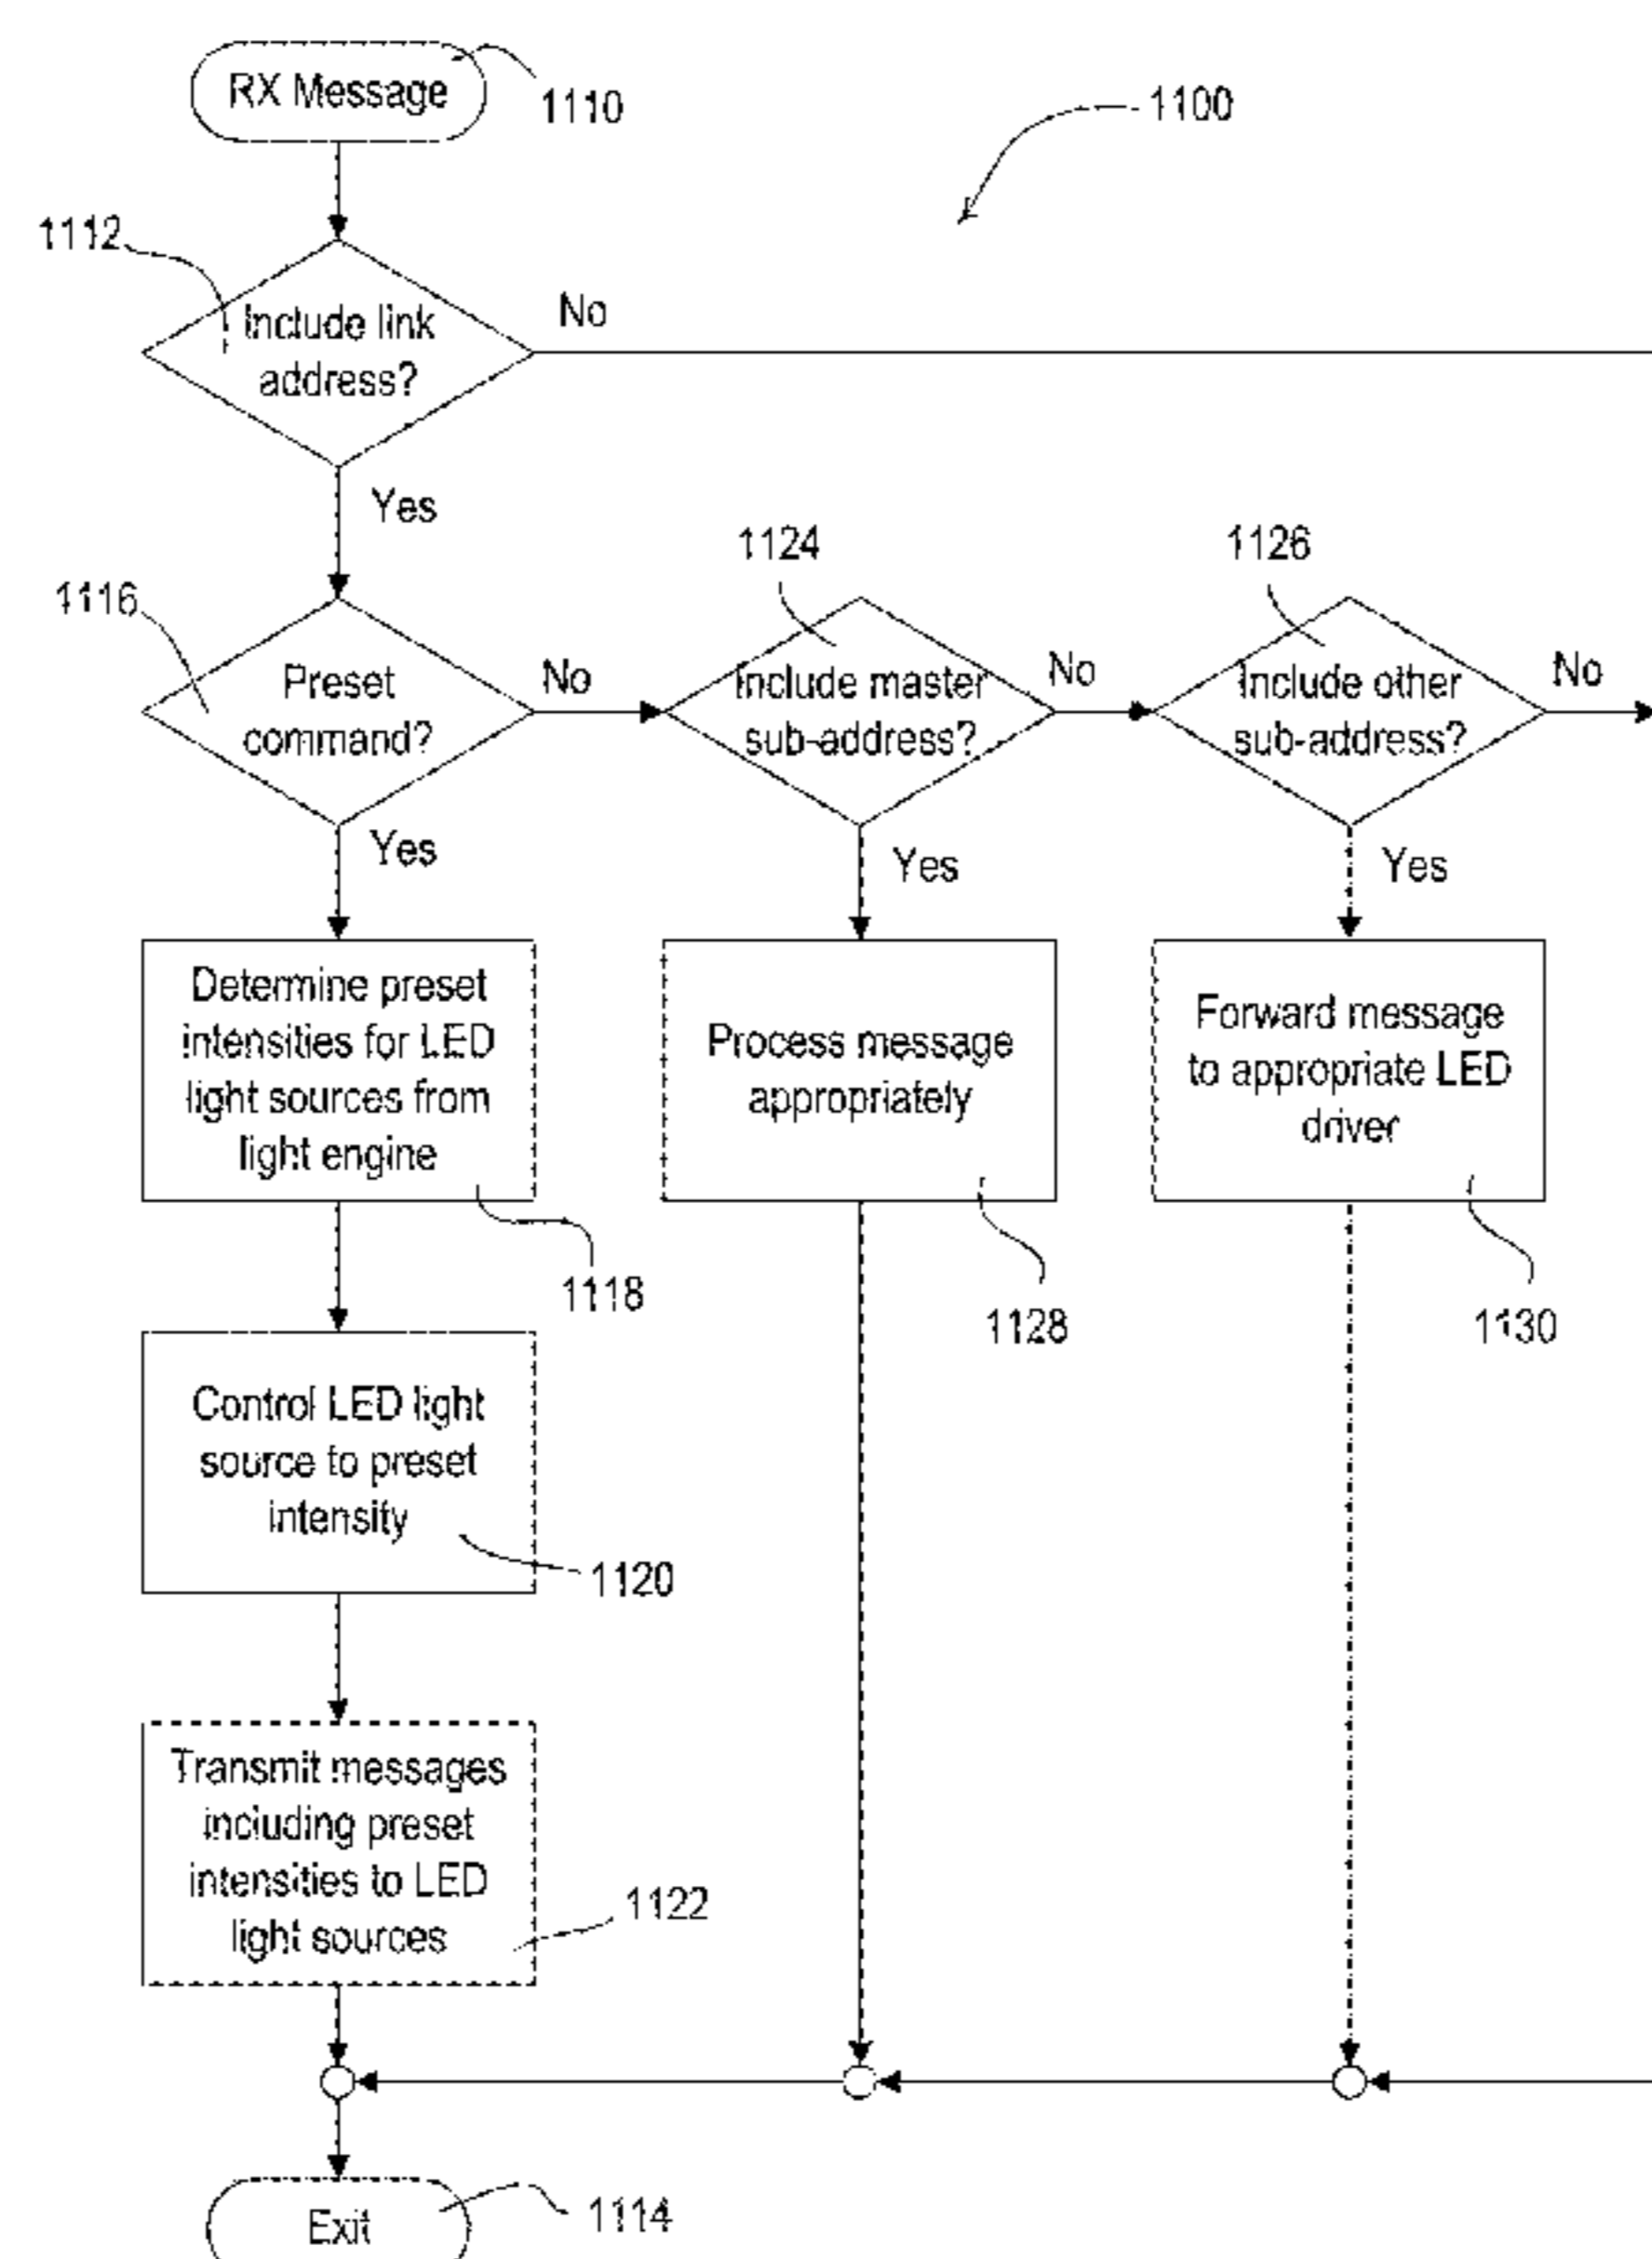 RX Message
1110
1100
1112
Include link
address?
No
Yes
1124
1126
1116
Preset
command?
No
Include master
sub-address?
No
Include other
sub-address?
No
Yes
Yes
Yes
Determine preset
intensities for LED
light sources from
light engine
Process message
appropriately
Forward message
to appropriate LED
driver
1118
1128
1130
Control LED light
source to preset
intensity
1120
Transmit messages
including preset
intensities to LED
light sources
1122
Exit
1114